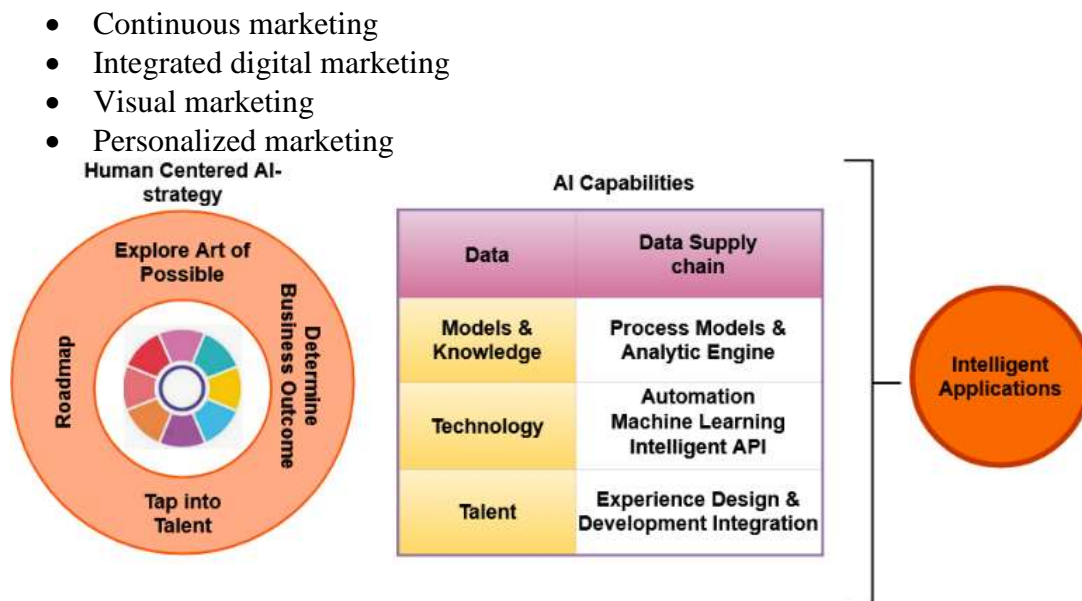 • Continuous marketing
• Integrated digital marketing
• Visual marketing
• Personalized marketing
Human Centered AI-
strategy
Explore Art of
Possible
Determine
Business Outcome
Tap into
Talent
Roadmap
AI Capabilities
Data
Data Supply
chain
Models &
Knowledge
Process Models &
Analytic Engine
Technology
Automation
Machine Learning
Intelligent API
Talent
Experience Design &
Development Integration
Intelligent
Applications